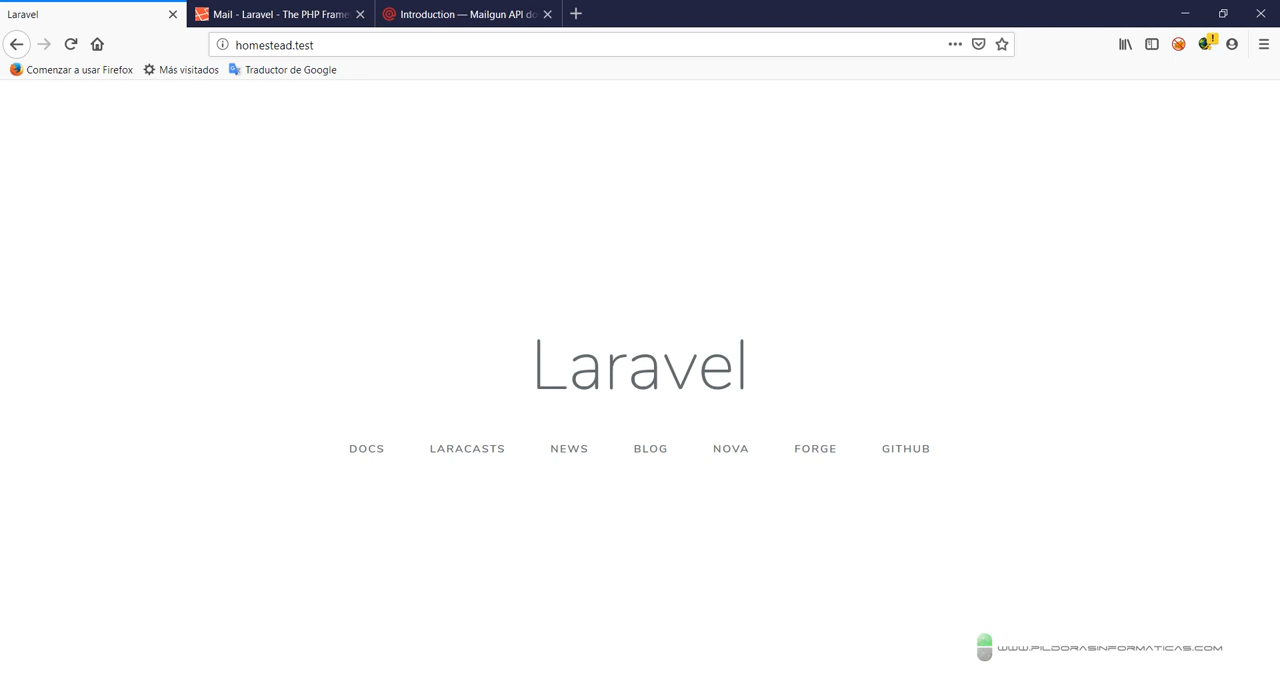 Laravel
Mail - Laravel - The PHP Frame
Introduction — Mailgun API do
homestead.test
Comenzar a usar Firefox
Más visitados
Traductor de Google
Laravel
DOCS LARACASTS NEWS BLOG NOVA FORGE GITHUB
WWW.PILDORASINFORMATICAS.COM